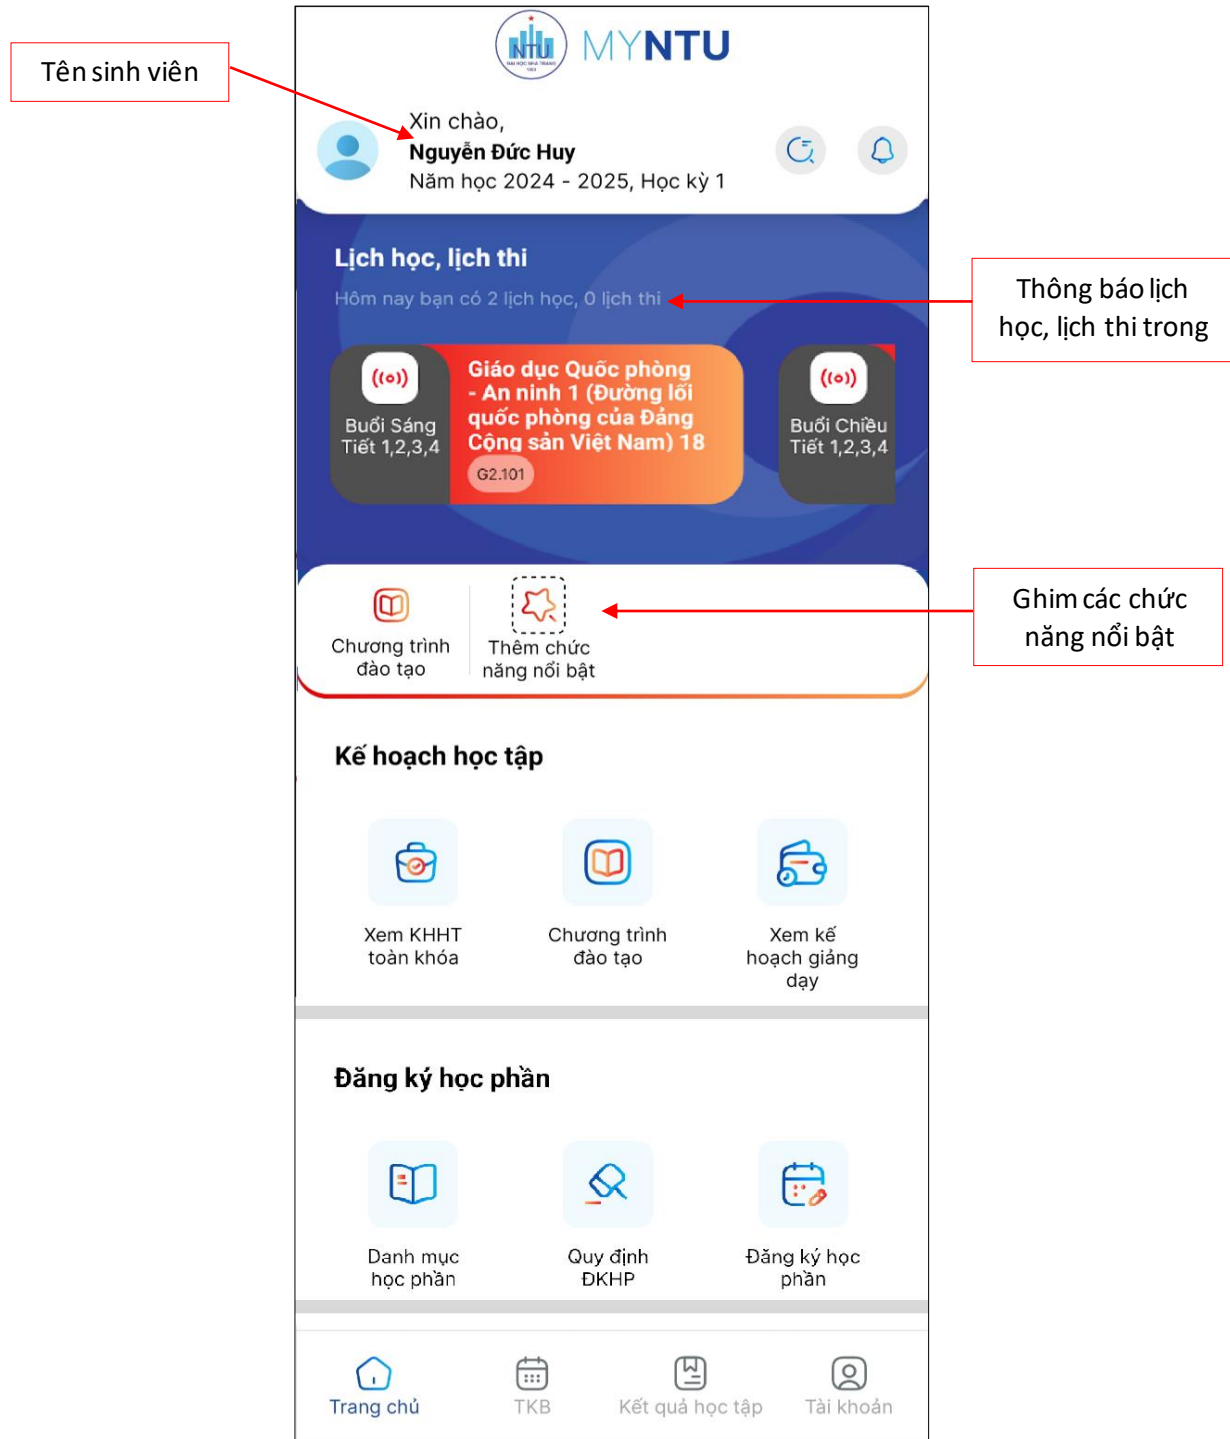 NTU
MYNTU
Tên sinh viên
Xin chào,
Nguyễn Đức Huy
Năm học 2024 - 2025, Học kỳ 1
Lịch học, lịch thi
Hôm nay bạn có 2 lịch học, 0 lịch thi
Thông báo lịch
học, lịch thi trong
Buổi Sáng
Tiết 1,2,3,4
Giáo dục Quốc phòng
- An ninh 1 (Đường lối
quốc phòng của Đảng
Cộng sản Việt Nam) 18
G2.101
Buổi Chiều
Tiết 1,2,3,4
Chương trình
đào tạo
Thêm chức
năng nổi bật
Ghim các chức
năng nổi bật
Kế hoạch học tập
Xem KHHT
toàn khóa
Chương trình
đào tạo
Xem kế
hoạch giảng
dạy
Đăng ký học phần
Danh mục
học phần
Quy định
ĐKHP
Đăng ký học
phần
Trang chủ
TKB
Kết quả học tập
Tài khoản